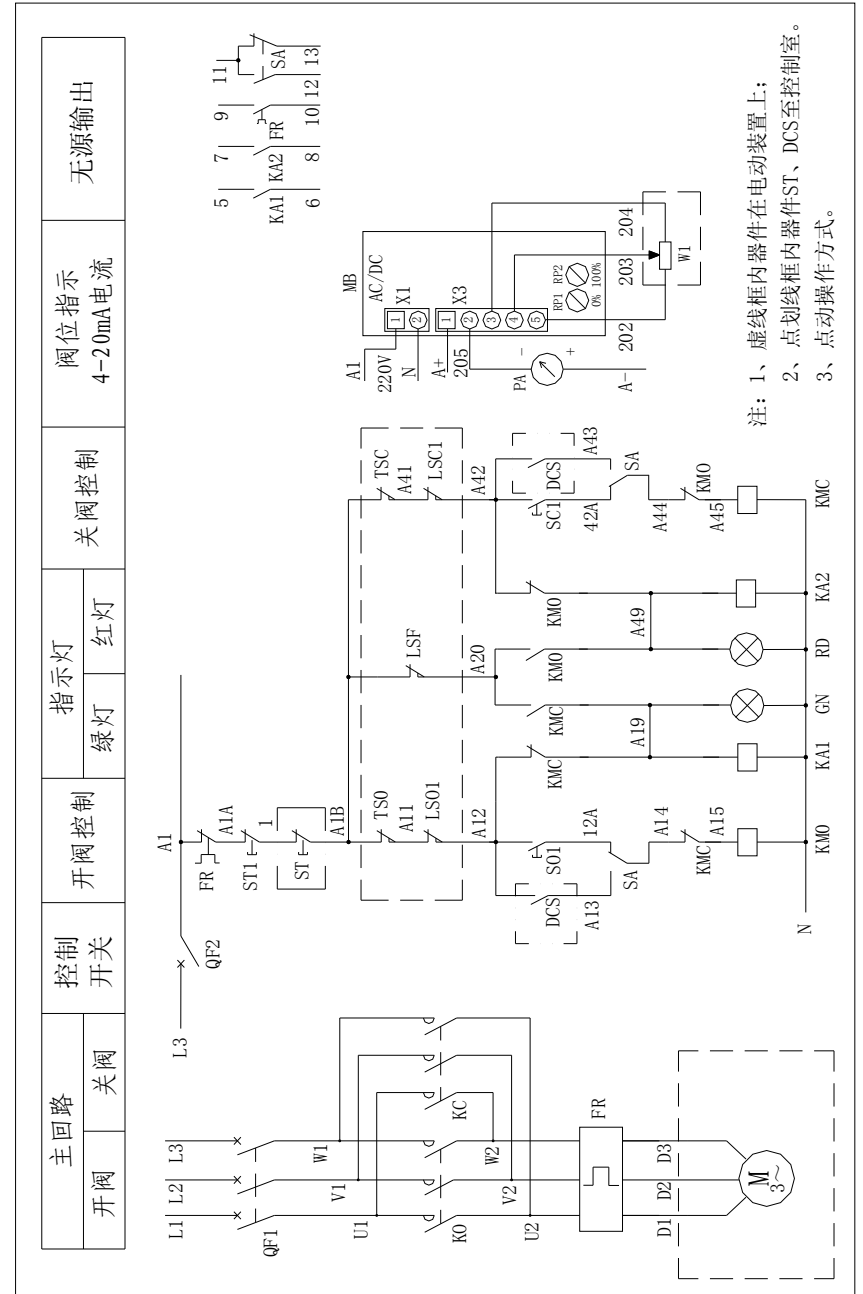 主回路
开阀
关阀
控制
开关
开阀控制
指示灯
绿灯
红灯
关阀控制
阀位指示
4-20mA电流
无源输出
L1
L2
L3
QF1
U1
V1
W1
KO
KC
U2
V2
W2
FR
D1
D2
D3
M
3~
L3
QF2
A1
FR
A1A
ST1
1
ST
A1B
TSO
A11
LSO1
A12
DCS
A13
SO1
12A
SA
A14
KMC
A15
KMO
N
KMC
A19
KA1
KMC
GN
LSF
A20
KMO
RD
A49
KMO
KA2
TSC
A41
LSC1
A42
SC1
42A
DCS
A43
SA
A44
KMO
A45
KMC
MB
AC/DC
A1
220V
N
1
2
X1
A+
205
1
2
3
4
5
X3
RP1
RP2
0%
100%
PA
-
+
A-
202
203
204
W1
5
KA1
6
7
KA2
8
9
FR
10
11
SA
12
13
注：1、虚线框内器件在电动装置上；
2、点划线框内器件ST、DCS至控制室。
3、点动操作方式。